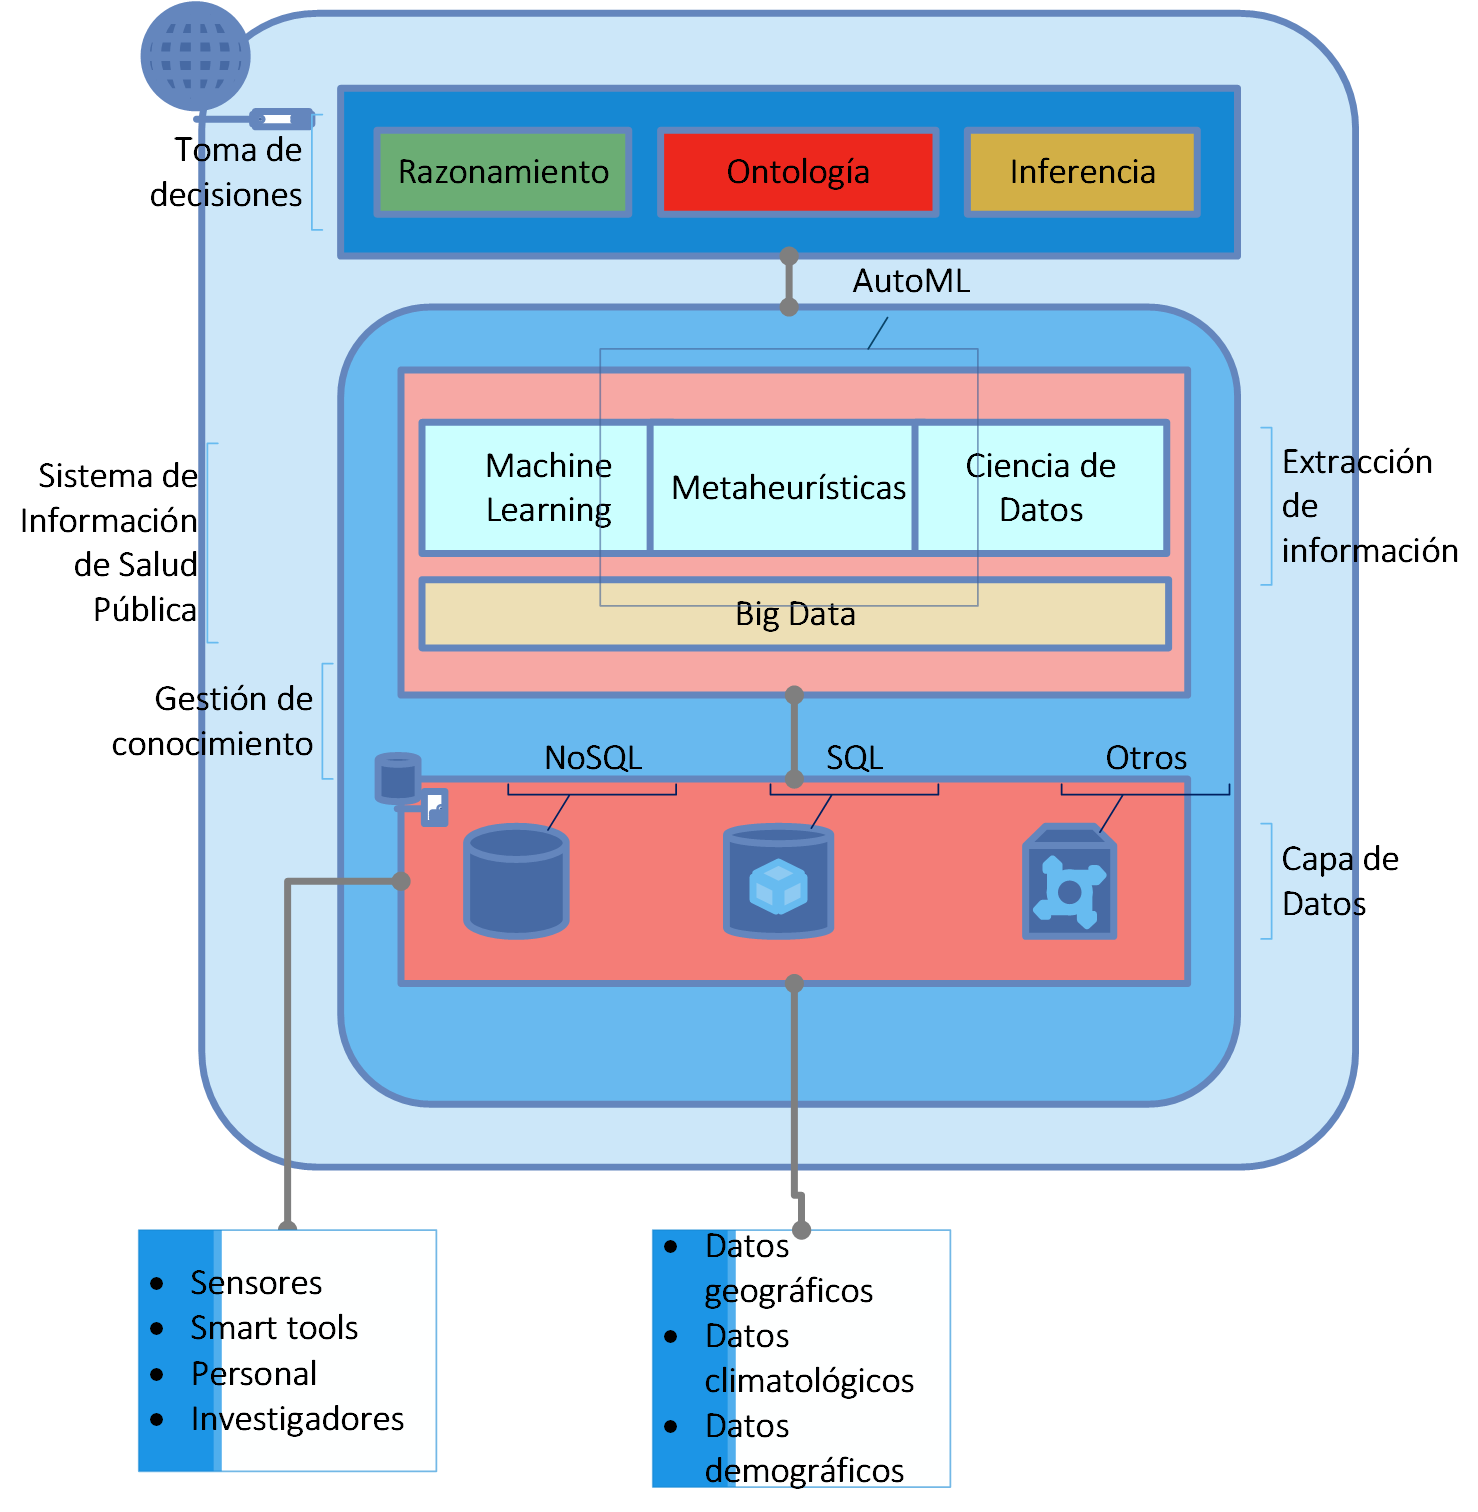 Toma de
decisiones
Razonamiento
Ontología
Inferencia
AutoML
Machine
Learning
Metaheurísticas
Ciencia de
Datos
Big Data
Sistema de
Información
de Salud
Pública
Extracción
de
información
Gestión de
conocimiento
NoSQL
SQL
Otros
Capa de
Datos
• Sensores
• Smart tools
• Personal
• Investigadores
• Datos
geográficos
• Datos
climatológicos
• Datos
demográficos